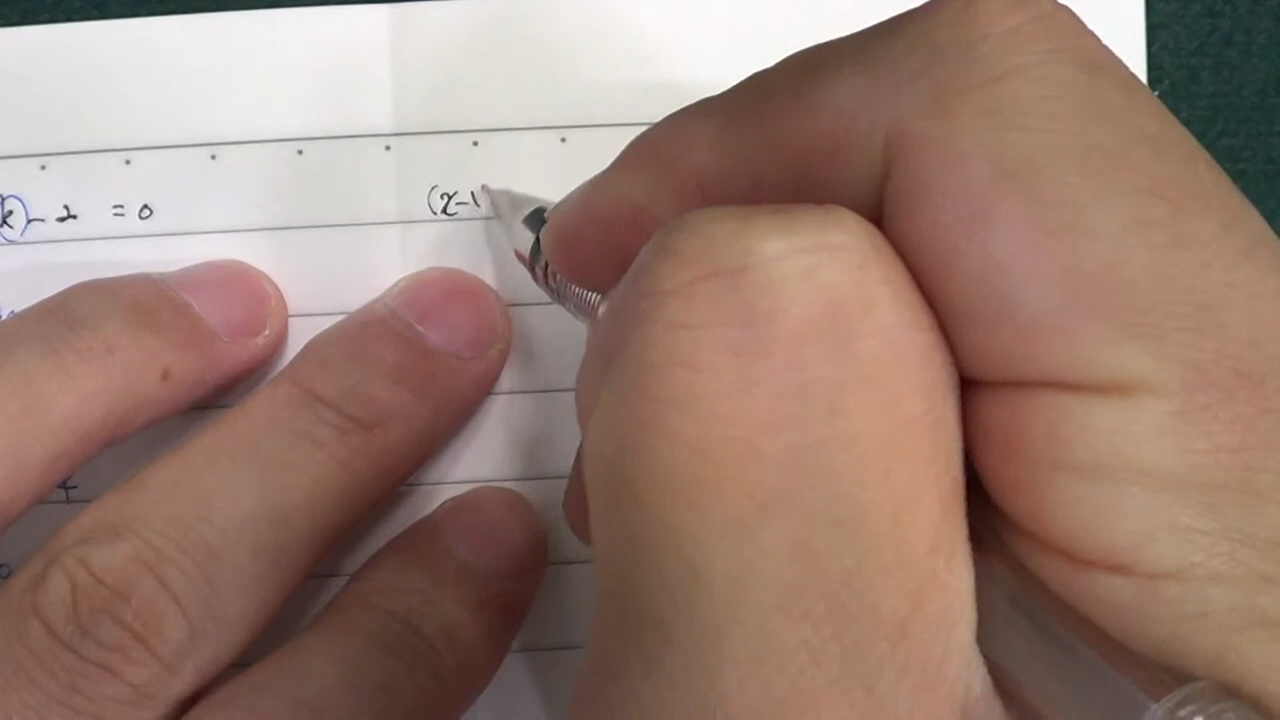 k) - 2 = 0 (x-1